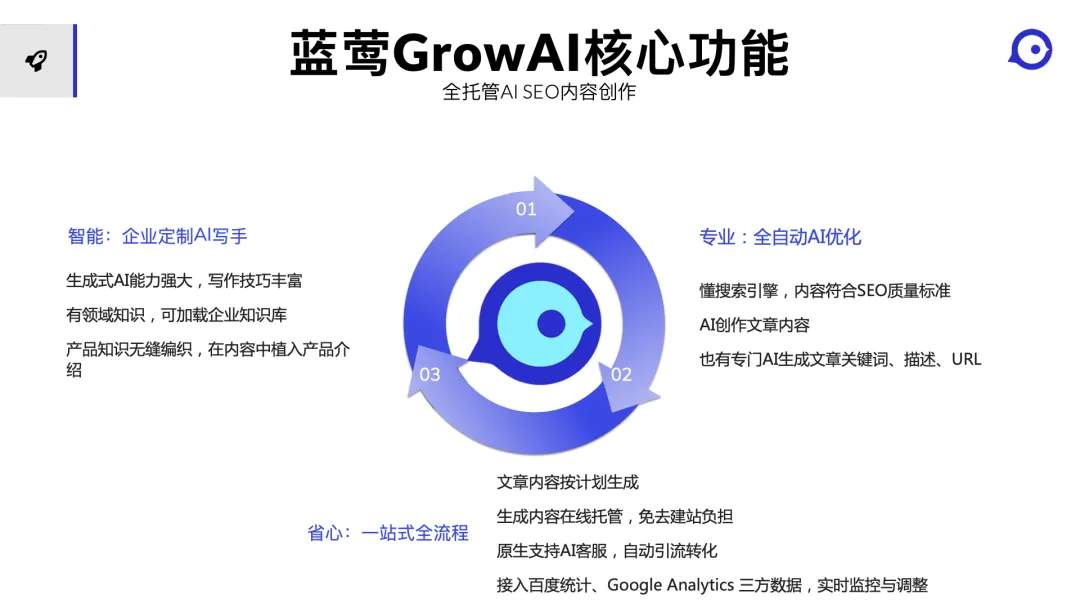 蓝莺GrowAI核心功能
全托管AI SEO内容创作
01
智能：企业定制AI写手
生成式AI能力强大，写作技巧丰富
有领域知识，可加载企业知识库
产品知识无缝编织，在内容中植入产品介
绍
专业：全自动AI优化
懂搜索引擎，内容符合SEO质量标准
AI创作文章内容
也有专门AI生成文章关键词、描述、URL
03
02
省心：一站式全流程
文章内容按计划生成
生成内容在线托管，免去建站负担
原生支持AI客服，自动引流转化
接入百度统计、Google Analytics 三方数据，实时监控与调整